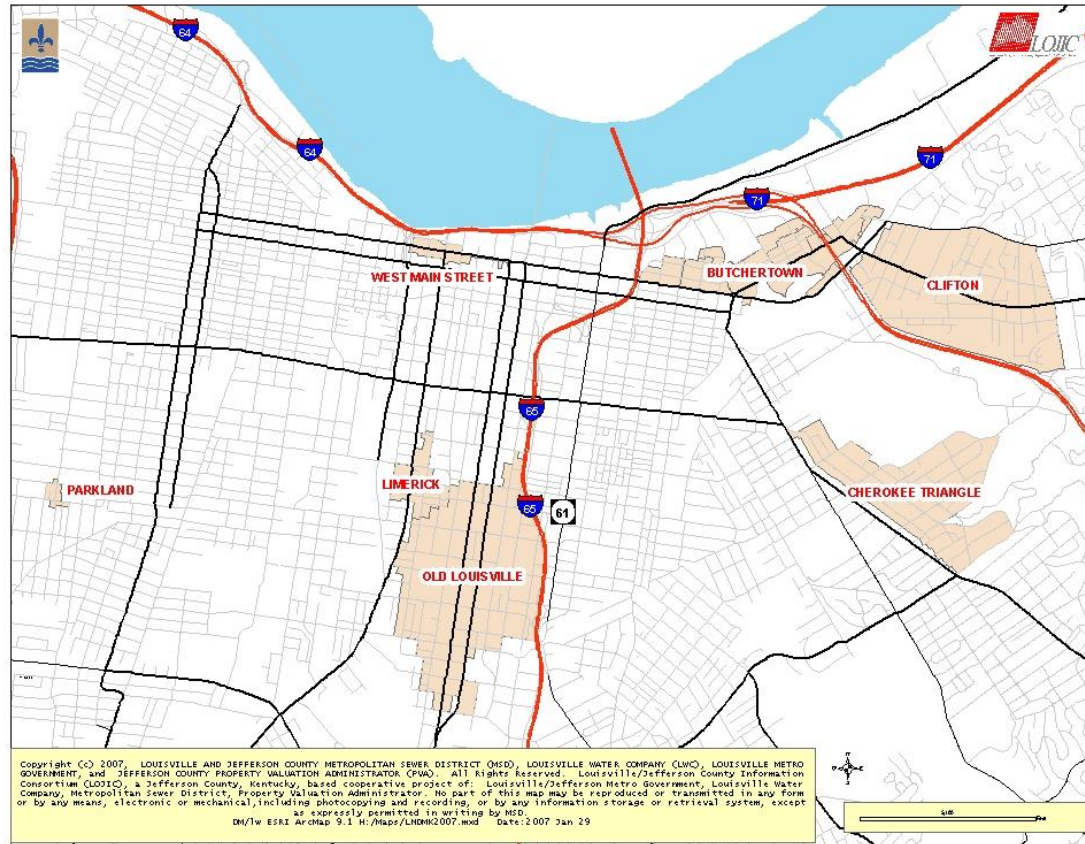 64
LOJIC
64
71
71
WEST MAIN STREET
BUTCHERTOWN
CLIFTON
65
PARKLAND
LIMERICK
CHEROKEE TRIANGLE
65
61
OLD LOUISVILLE
Copyright (c) 2007, LOUISVILLE AND JEFFERSON COUNTY METROPOLITAN SEWER DISTRICT (MSD), LOUISVILLE WATER COMPANY (LWC), LOUISVILLE METRO
GOVERNMENT, and JEFFERSON COUNTY PROPERTY VALUATION ADMINISTRATOR (PVA). All Rights Reserved. Louisville/Jefferson County Information
Consortium (LOJIC), a Jefferson County, Kentucky, based cooperative project of: Louisville/Jefferson Metro Government, Louisville Water
Company, Metropolitan Sewer District, Property Valuation Administrator. No part of this map may be reproduced or transmitted in any form
or by any means, electronic or mechanical, including photocopying and recording, or by any information storage or retrieval system, except
as expressly permitted in writing by MSD.
DM/lw ESRI ArcMap 9.1 H:/Maps/LNDMK2007.mxd Date: 2007 Jan 29